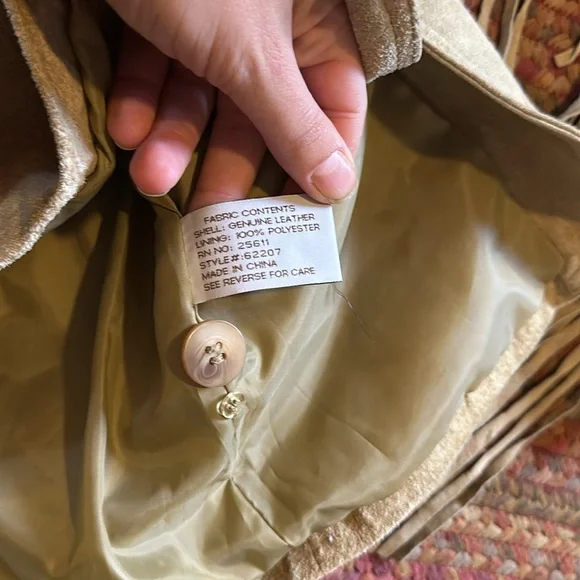 FABRIC CONTENTS
SHELL: GENUINE LEATHER
LINING: 100% POLYESTER
RN NO: 25611
STYLE#:62207
MADE IN CHINA
SEE REVERSE FOR CARE